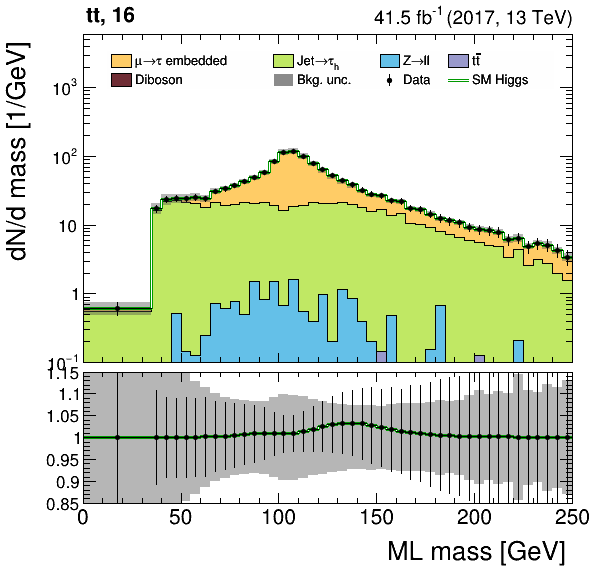 tt, 16 41.5 fb⁻¹ (2017, 13 TeV)
μ→τ embedded Jet→τₕ Z→ll tt̄
Diboson Bkg. unc. Data SM Higgs
dN/d mass [1/GeV]
10³
10²
10
1
10⁻¹
1.15
1.1
1.05
1
0.95
0.9
0.85
0 50 100 150 200 250
ML mass [GeV]